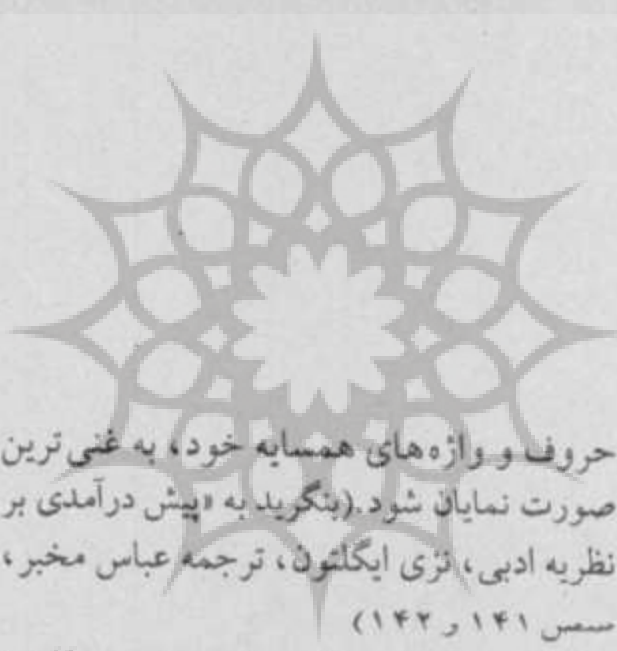 حروف و واژه‌های همسایه خود، به غنی‌ترین
صورت نمایان شود.(بنگرید به «پیش درآمدی بر
نظریه ادبی، تری ایگلتون، ترجمه عباس مخبر،
صص ۱۴۱ و ۱۴۲)